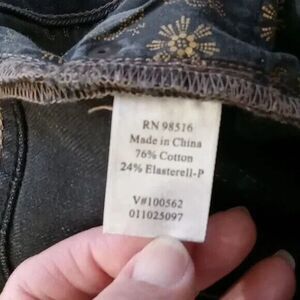 RN 98516
Made in China
76% Cotton
24% Elasterell-P
V#100562
011025097